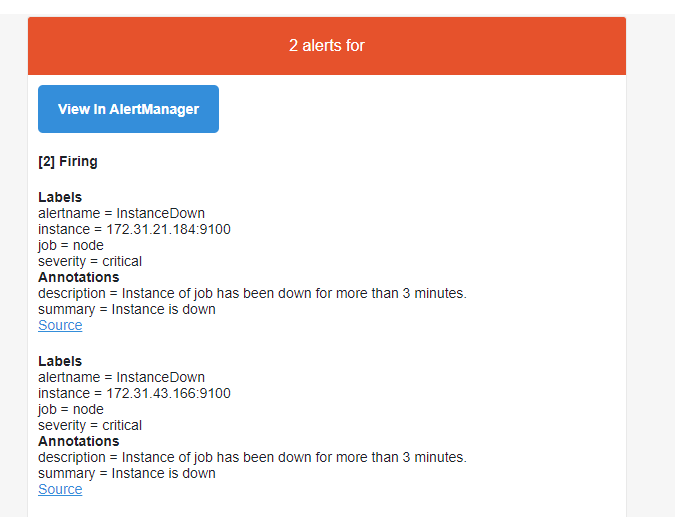 2 alerts for
View In AlertManager
[2] Firing
Labels
alertname = InstanceDown
instance = 172.31.21.184:9100
job = node
severity = critical
Annotations
description = Instance of job has been down for more than 3 minutes.
summary = Instance is down
Source
Labels
alertname = InstanceDown
instance = 172.31.43.166:9100
job = node
severity = critical
Annotations
description = Instance of job has been down for more than 3 minutes.
summary = Instance is down
Source